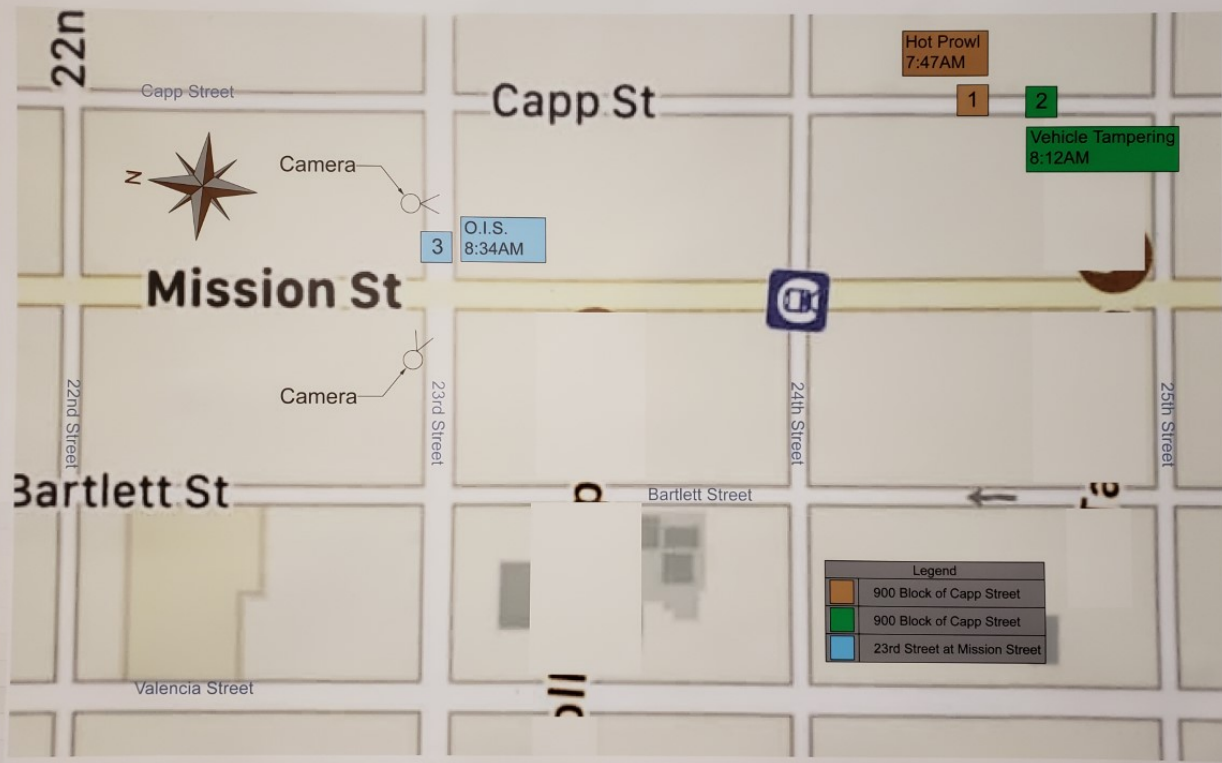 22n
Capp Street
Capp St
Hot Prowl
7:47AM
1
2
Vehicle Tampering
8:12AM
N
Camera
3
O.I.S.
8:34AM
Mission St
Camera
22nd Street
23rd Street
24th Street
25th Street
Bartlett St
Bartlett Street
Legend
900 Block of Capp Street
900 Block of Capp Street
23rd Street at Mission Street
Valencia Street